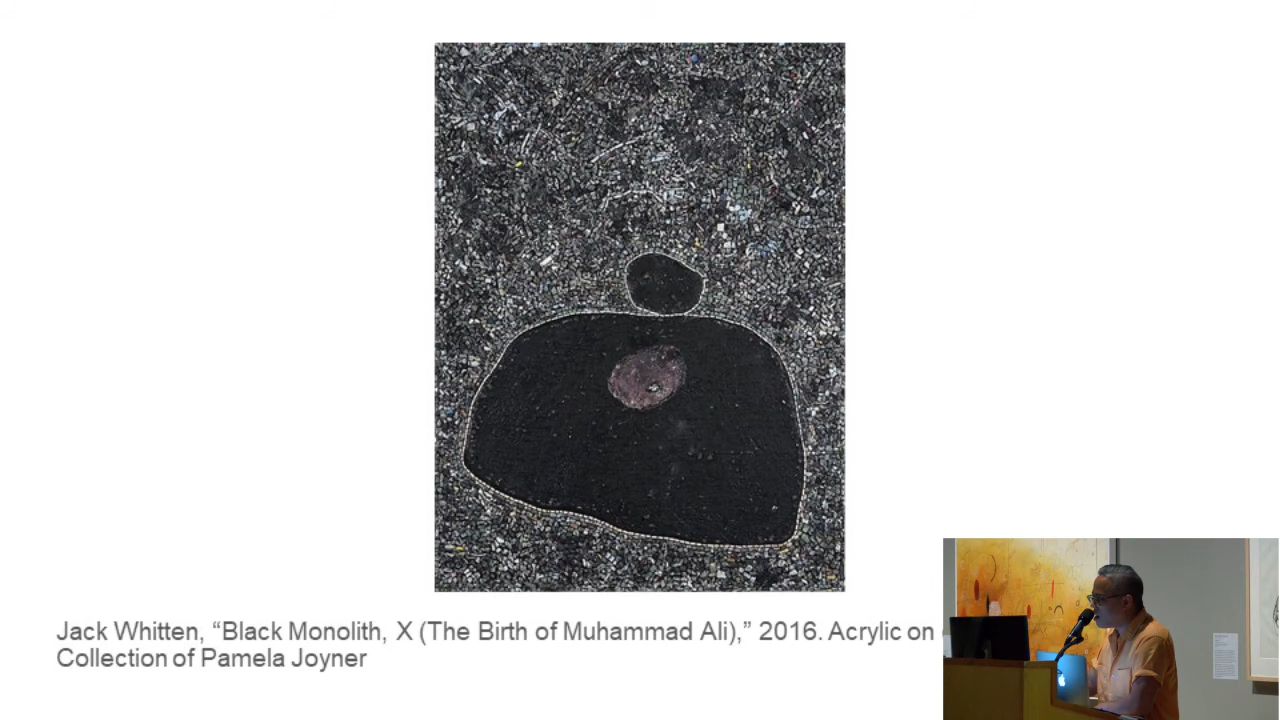 Jack Whitten, “Black Monolith, X (The Birth of Muhammad Ali),” 2016. Acrylic on
Collection of Pamela Joyner